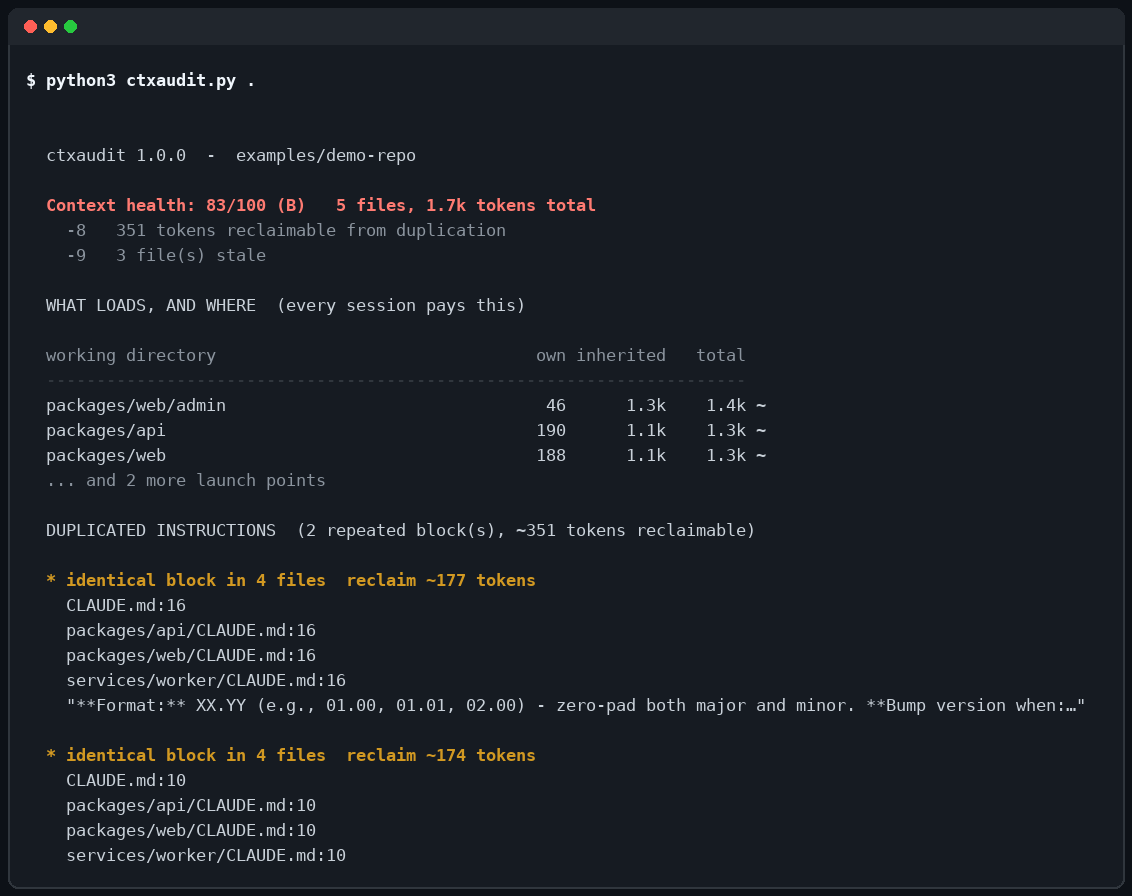 $ python3 ctxaudit.py .
ctxaudit 1.0.0  -  examples/demo-repo
Context health: 83/100 (B)   5 files, 1.7k tokens total
-8   351 tokens reclaimable from duplication
-9   3 file(s) stale
WHAT LOADS, AND WHERE  (every session pays this)
working directory                                own inherited   total
----------------------------------------------------------------------
packages/web/admin                                46      1.3k    1.4k ~
packages/api                                     190      1.1k    1.3k ~
packages/web                                     188      1.1k    1.3k ~
... and 2 more launch points
DUPLICATED INSTRUCTIONS  (2 repeated block(s), ~351 tokens reclaimable)
* identical block in 4 files  reclaim ~177 tokens
CLAUDE.md:16
packages/api/CLAUDE.md:16
packages/web/CLAUDE.md:16
services/worker/CLAUDE.md:16
"**Format:** XX.YY (e.g., 01.00, 01.01, 02.00) - zero-pad both major and minor. **Bump version when:…"
* identical block in 4 files  reclaim ~174 tokens
CLAUDE.md:10
packages/api/CLAUDE.md:10
packages/web/CLAUDE.md:10
services/worker/CLAUDE.md:10